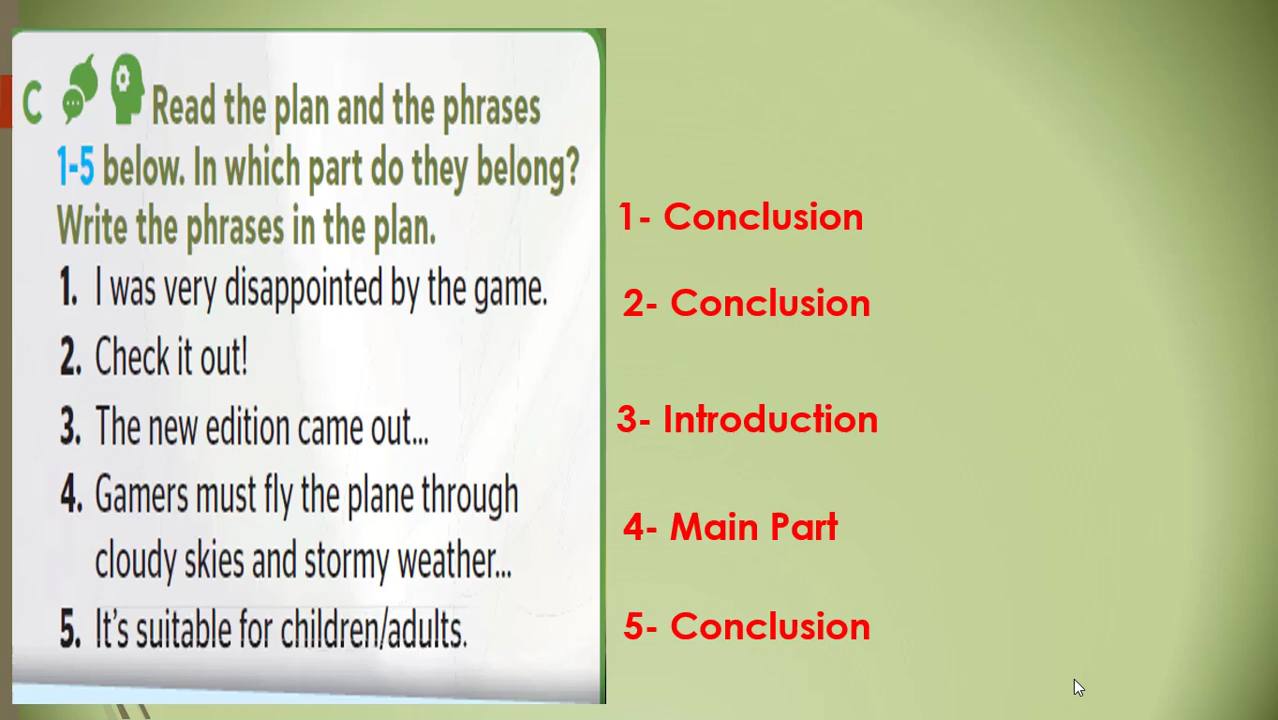 C Read the plan and the phrases
1-5 below. In which part do they belong?
Write the phrases in the plan.
1. I was very disappointed by the game.
2. Check it out!
3. The new edition came out...
4. Gamers must fly the plane through
cloudy skies and stormy weather...
5. It's suitable for children/adults.
1- Conclusion
2- Conclusion
3- Introduction
4- Main Part
5- Conclusion